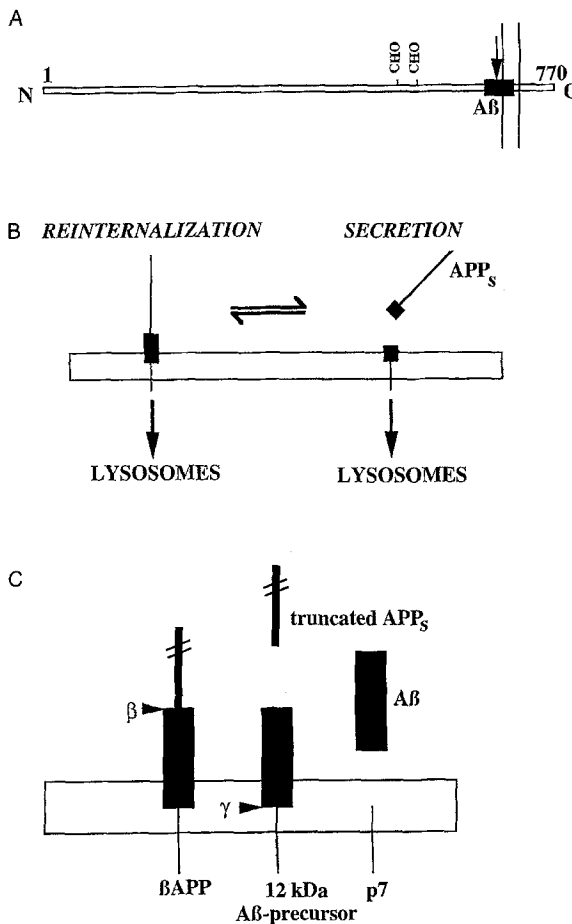 A
CHO
CHO
1
770
N
Aß
B
REINTERNALIZATION
SECRETION
APPS
LYSOSOMES
LYSOSOMES
C
truncated APPS
β
Aß
γ
ßAPP
12 kDa
p7
Aß-precursor